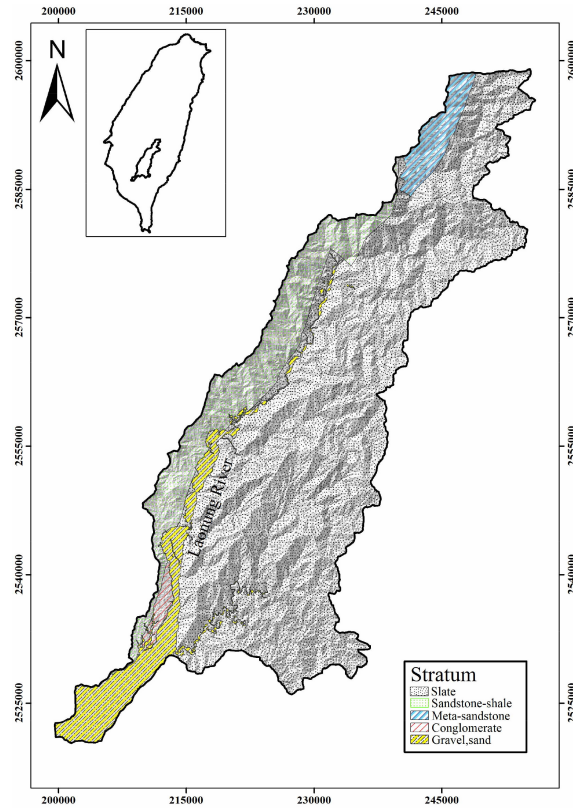 200000 215000 230000 245000
N
2600000 2600000
2585000 2585000
2570000 2570000
2555000 2555000
Laonung River
2540000 2540000
2525000 2525000
Stratum
Slate
Sandstone-shale
Meta-sandstone
Conglomerate
Gravel,sand
200000 215000 230000 245000